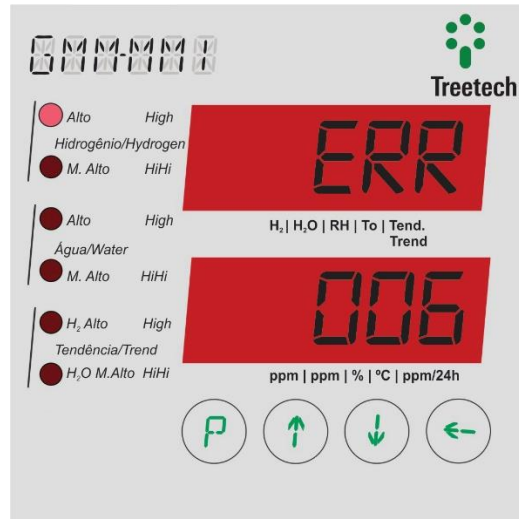 GMM-MMI
Treetech
Alto High
Hidrogênio/Hydrogen
M. Alto HiHi
ERR
H₂ | H₂O | RH | To | Tend.
Trend
Alto High
Água/Water
M. Alto HiHi
006
H₂ Alto High
Tendência/Trend
H₂O M.Alto HiHi
ppm | ppm | % | ºC | ppm/24h
P